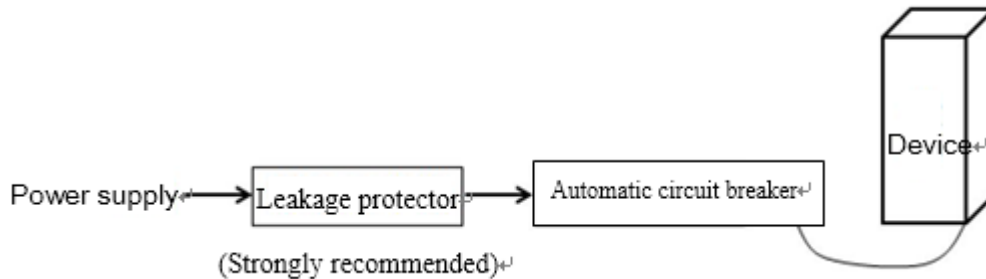 Device
Power supply
Leakage protector
Automatic circuit breaker
(Strongly recommended)